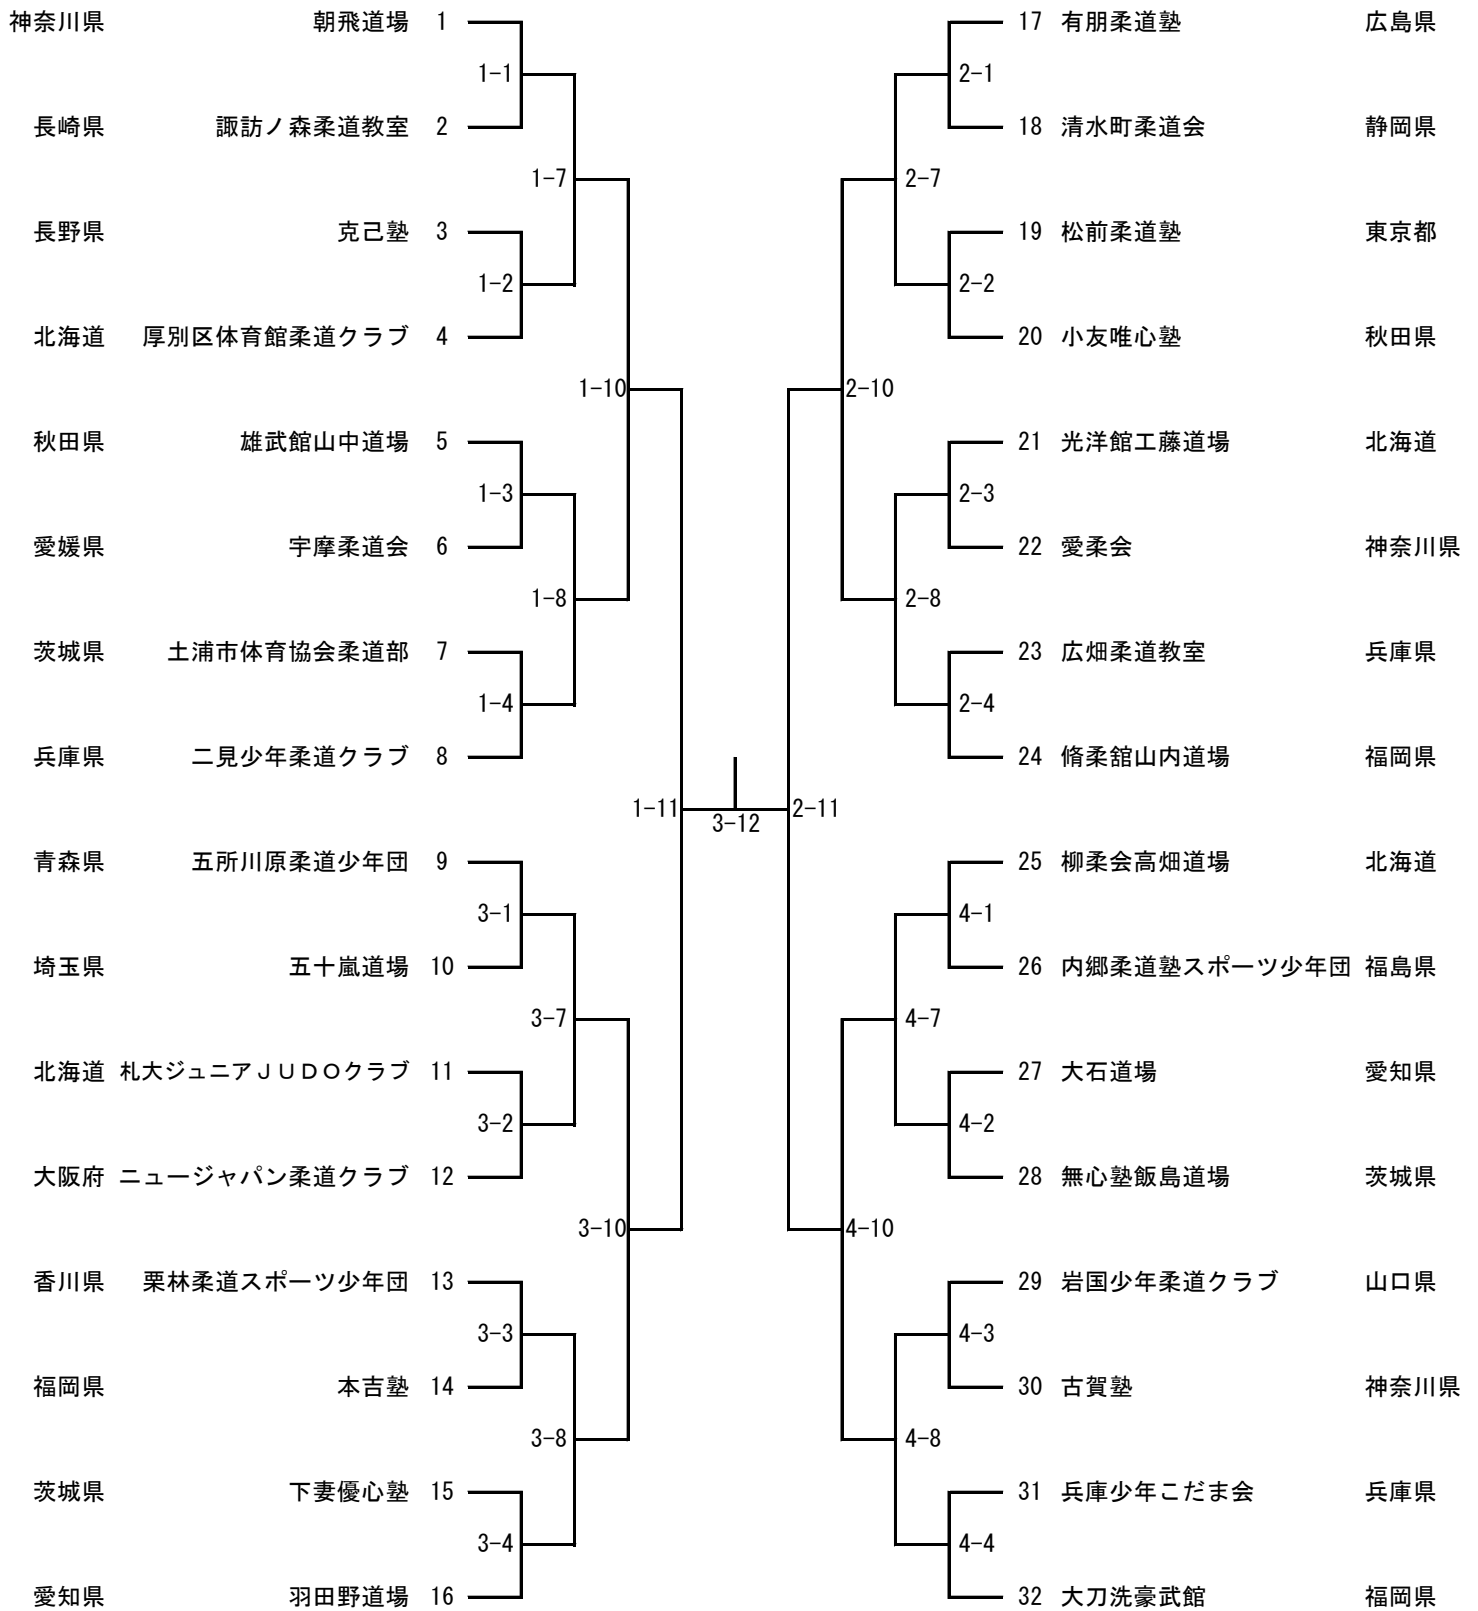 神奈川県 朝飛道場 1 17 有朋柔道塾 広島県
1-1 2-1
長崎県 諏訪ノ森柔道教室 2 18 清水町柔道会 静岡県
1-7 2-7
長野県 克己塾 3 19 松前柔道塾 東京都
1-2 2-2
北海道 厚別区体育館柔道クラブ 4 20 小友唯心塾 秋田県
1-10 2-10
秋田県 雄武館山中道場 5 21 光洋館工藤道場 北海道
1-3 2-3
愛媛県 宇摩柔道会 6 22 愛柔会 神奈川県
1-8 2-8
茨城県 土浦市体育協会柔道部 7 23 広畑柔道教室 兵庫県
1-4 2-4
兵庫県 二見少年柔道クラブ 8 24 脩柔舘山内道場 福岡県
1-11 2-11
3-12
青森県 五所川原柔道少年団 9 25 柳柔会高畑道場 北海道
3-1 4-1
埼玉県 五十嵐道場 10 26 内郷柔道塾スポーツ少年団 福島県
3-7 4-7
北海道 札大ジュニアＪＵＤＯクラブ 11 27 大石道場 愛知県
3-2 4-2
大阪府 ニュージャパン柔道クラブ 12 28 無心塾飯島道場 茨城県
3-10 4-10
香川県 栗林柔道スポーツ少年団 13 29 岩国少年柔道クラブ 山口県
3-3 4-3
福岡県 本吉塾 14 30 古賀塾 神奈川県
3-8 4-8
茨城県 下妻優心塾 15 31 兵庫少年こだま会 兵庫県
3-4 4-4
愛知県 羽田野道場 16 32 大刀洗豪武館 福岡県